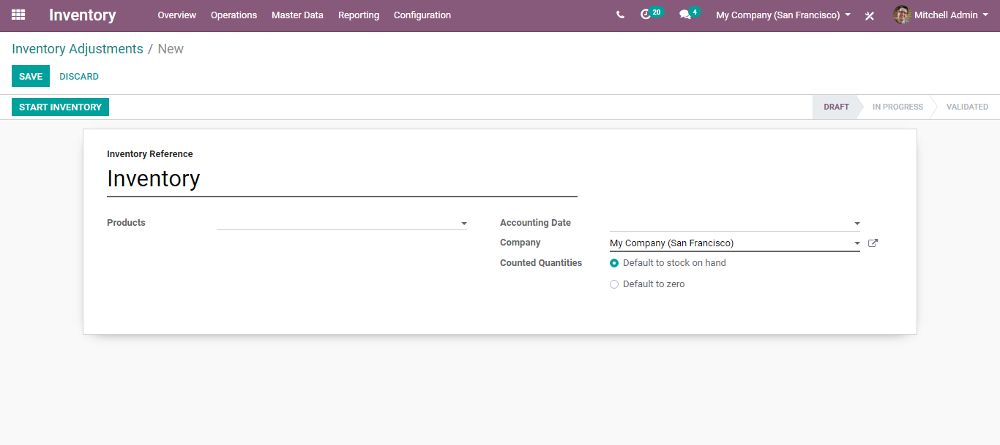 Inventory Overview Operations Master Data Reporting Configuration 20 4 My Company (San Francisco) Mitchell Admin
Inventory Adjustments / New
SAVE DISCARD
START INVENTORY DRAFT IN PROGRESS VALIDATED
Inventory Reference
Inventory
Products Accounting Date
Company My Company (San Francisco)
Counted Quantities Default to stock on hand
Default to zero